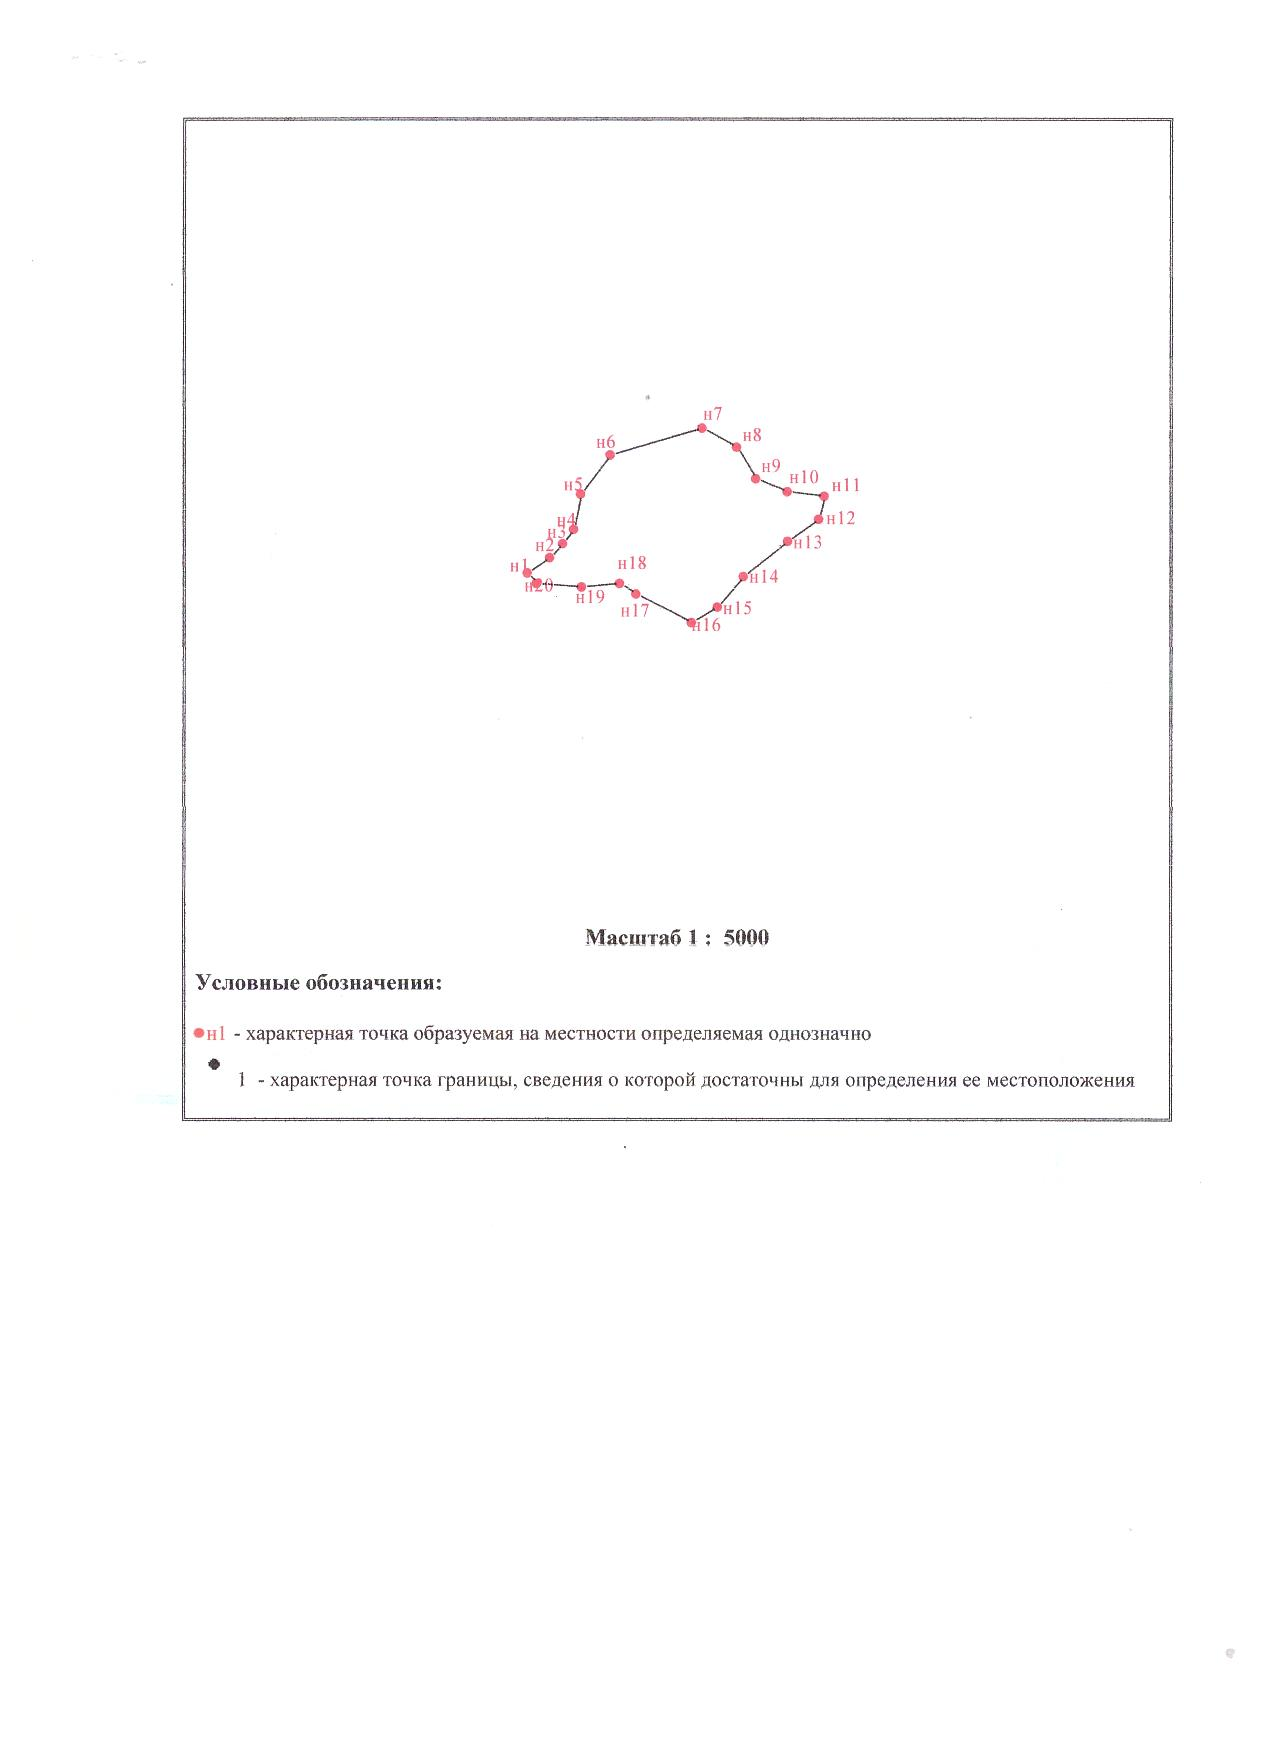 н7
н8
н6
н9
н10
н11
н5
н12
н4
н3
н13
н2
н1
н18
н14
н20
н19
н17
н15
н16
Масштаб 1 : 5000
Условные обозначения:
н1 - характерная точка образуемая на местности определяемая однозначно
1 - характерная точка границы, сведения о которой достаточны для определения ее местоположения